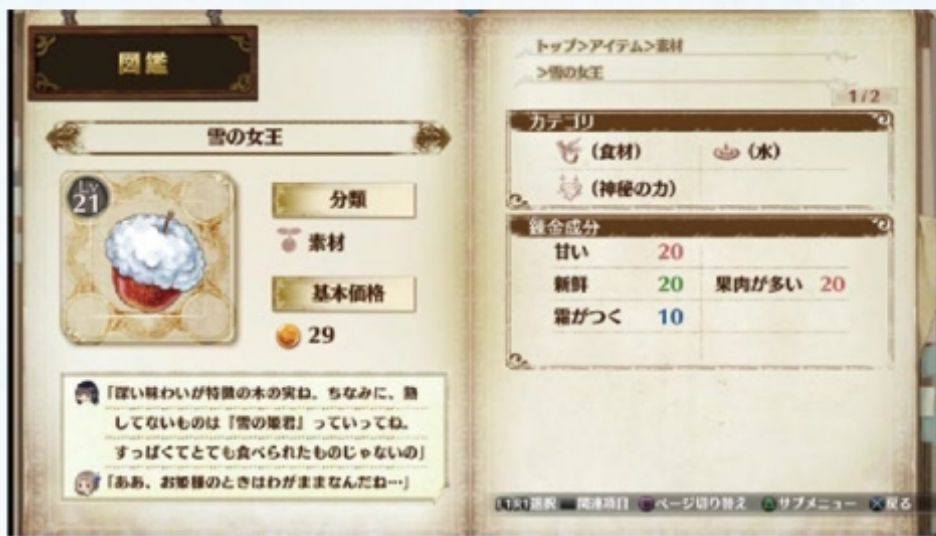 図鑑
雪の女王
Lv
21
分類
素材
基本価格
29
「深い味わいが特徴の木の実ね。ちなみに、熟
してないものは『雪の姫君』っていってね。
すっぱくてとても食べられたものじゃないの」
「ああ、お姫様のときはわがままなんだね…」
トップ>アイテム>素材
>雪の女王
1/2
カテゴリ
(食材) (水)
(神秘の力)
錬金成分
甘い 20
新鮮 20 果肉が多い 20
霜がつく 10
L1R1選択 関連項目 ページ切り替え サブメニュー 戻る